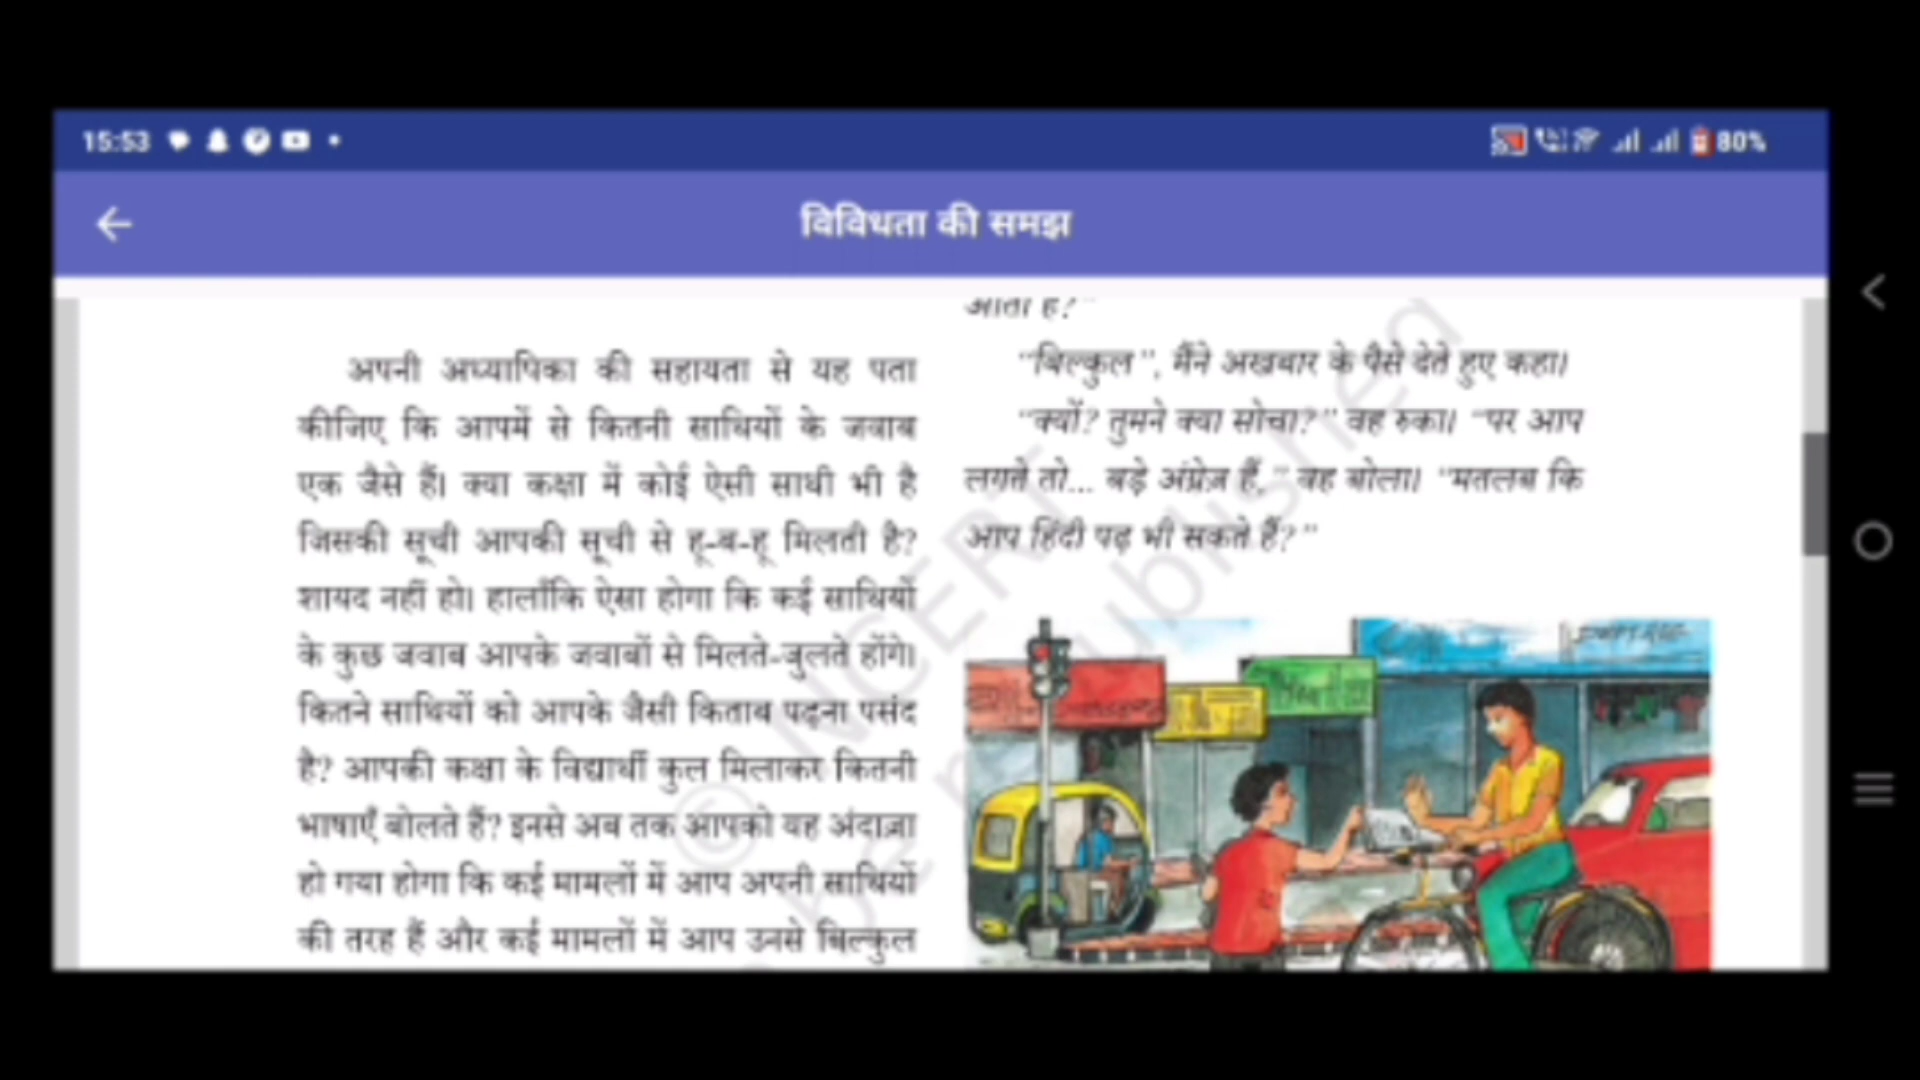 15:53
80%
विविधता की समझ
अपनी अध्यापिका की सहायता से यह पता
कीजिए कि आपमें से कितनी साथियों के जवाब
एक जैसे हैं। क्या कक्षा में कोई ऐसी साथी भी है
जिसकी सूची आपकी सूची से हू-ब-हू मिलती है?
शायद नहीं हो। हालाँकि ऐसा होगा कि कई साथियों
के कुछ जवाब आपके जवाबों से मिलते-जुलते होंगे।
कितने साथियों को आपके जैसी किताब पढ़ना पसंद
है? आपकी कक्षा के विद्यार्थी कुल मिलाकर कितनी
भाषाएँ बोलते हैं? इनसे अब तक आपको यह अंदाज़ा
हो गया होगा कि कई मामलों में आप अपनी साथियों
की तरह हैं और कई मामलों में आप उनसे बिल्कुल
आता है?”
“बिल्कुल”, मैंने अखबार के पैसे देते हुए कहा।
“क्यों? तुमने क्या सोचा?” वह रुका। “पर आप
लगते तो... बड़े अंग्रेज़ हैं,” वह बोला। “मतलब कि
आप हिंदी पढ़ भी सकते हैं?”
© NCERT
be published